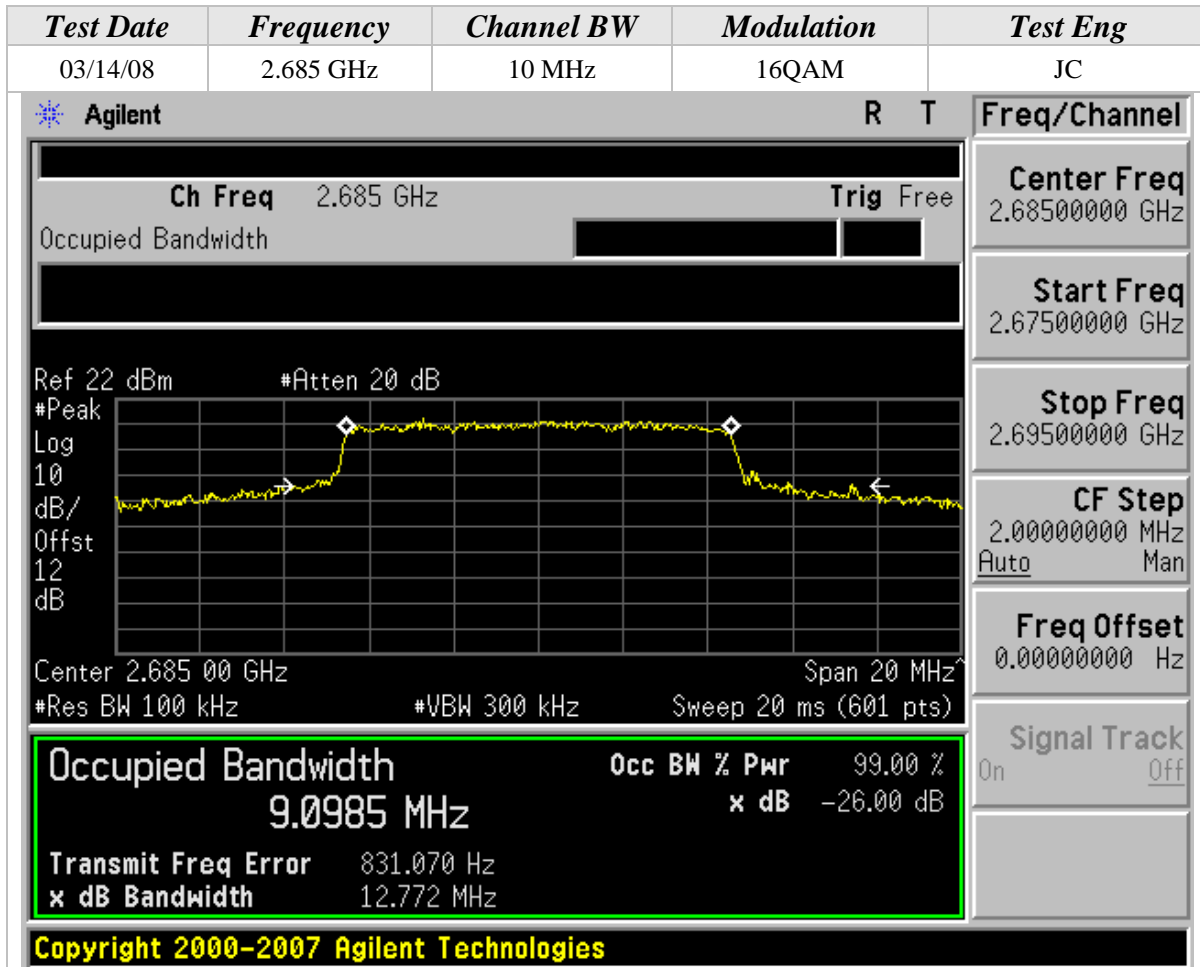 Test Date Frequency Channel BW Modulation Test Eng
03/14/08 2.685 GHz 10 MHz 16QAM JC
Agilent R T Freq/Channel
Ch Freq 2.685 GHz Trig Free
Occupied Bandwidth
Center Freq
2.68500000 GHz
Start Freq
2.67500000 GHz
Stop Freq
2.69500000 GHz
CF Step
2.00000000 MHz
Auto Man
Freq Offset
0.00000000 Hz
Signal Track
On Off
Ref 22 dBm #Atten 20 dB
#Peak
Log
10
dB/
Offst
12
dB
Center 2.685 00 GHz Span 20 MHz^
#Res BW 100 kHz #VBW 300 kHz Sweep 20 ms (601 pts)
Occupied Bandwidth
9.0985 MHz
Occ BW % Pwr 99.00 %
x dB -26.00 dB
Transmit Freq Error 831.070 Hz
x dB Bandwidth 12.772 MHz
Copyright 2000-2007 Agilent Technologies